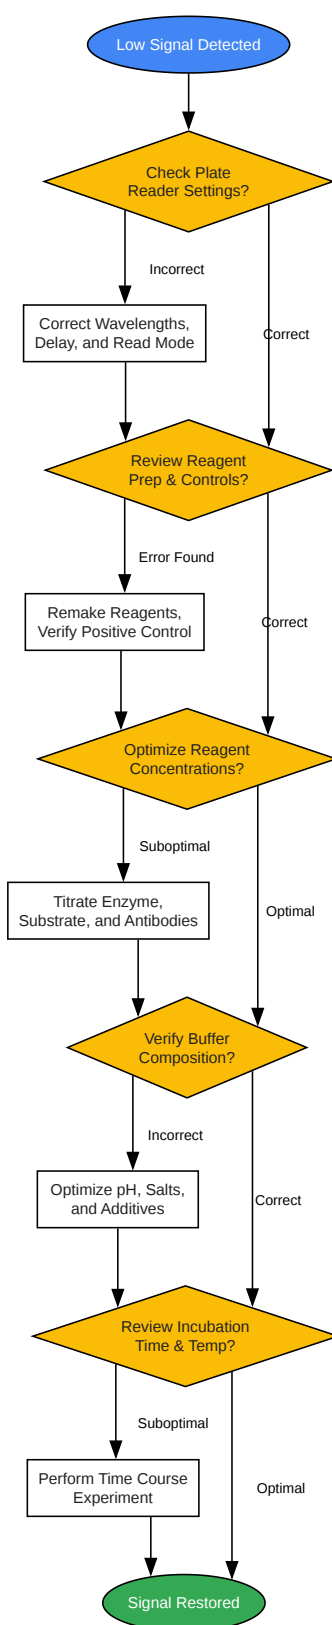 Low Signal Detected
Check Plate
Reader Settings?
Incorrect
Correct
Correct Wavelengths,
Delay, and Read Mode
Review Reagent
Prep & Controls?
Error Found
Correct
Remake Reagents,
Verify Positive Control
Optimize Reagent
Concentrations?
Suboptimal
Optimal
Titrate Enzyme,
Substrate, and Antibodies
Verify Buffer
Composition?
Incorrect
Correct
Optimize pH, Salts,
and Additives
Review Incubation
Time & Temp?
Suboptimal
Optimal
Perform Time Course
Experiment
Signal Restored